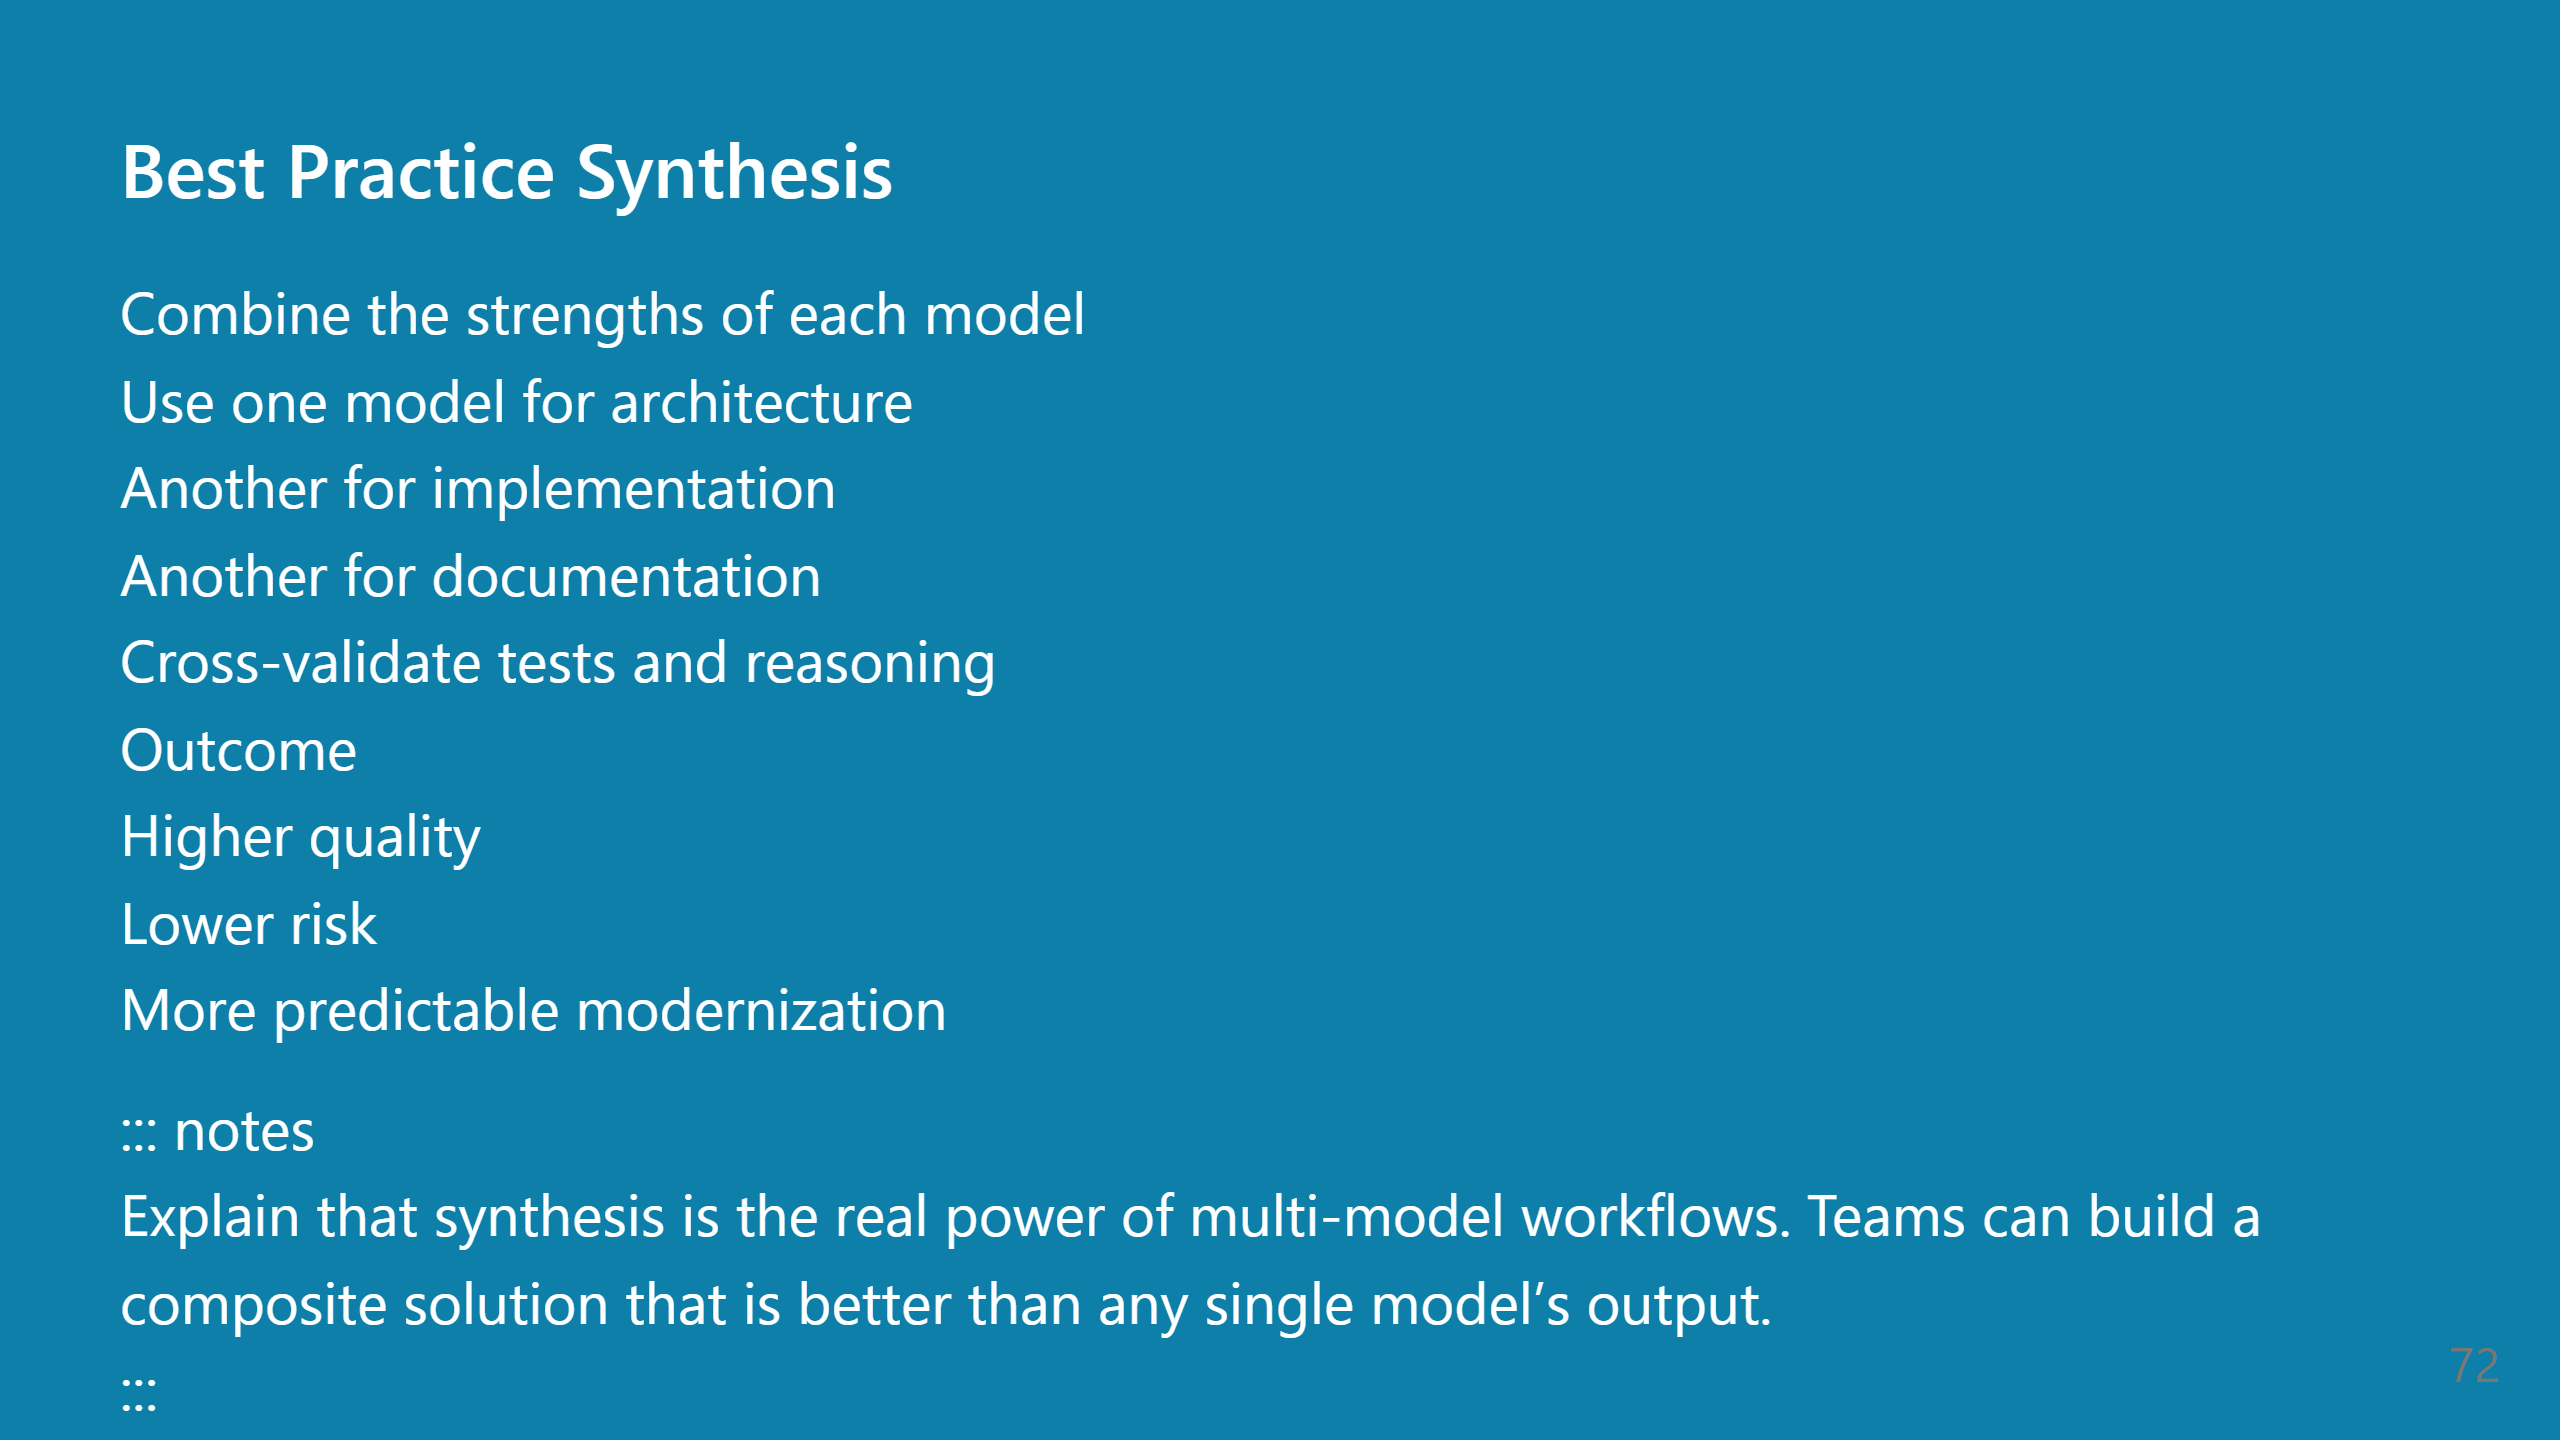 Best Practice Synthesis
Combine the strengths of each model
Use one model for architecture
Another for implementation
Another for documentation
Cross-validate tests and reasoning
Outcome
Higher quality
Lower risk
More predictable modernization
::: notes
Explain that synthesis is the real power of multi-model workflows. Teams can build a
composite solution that is better than any single model’s output.
:::
72